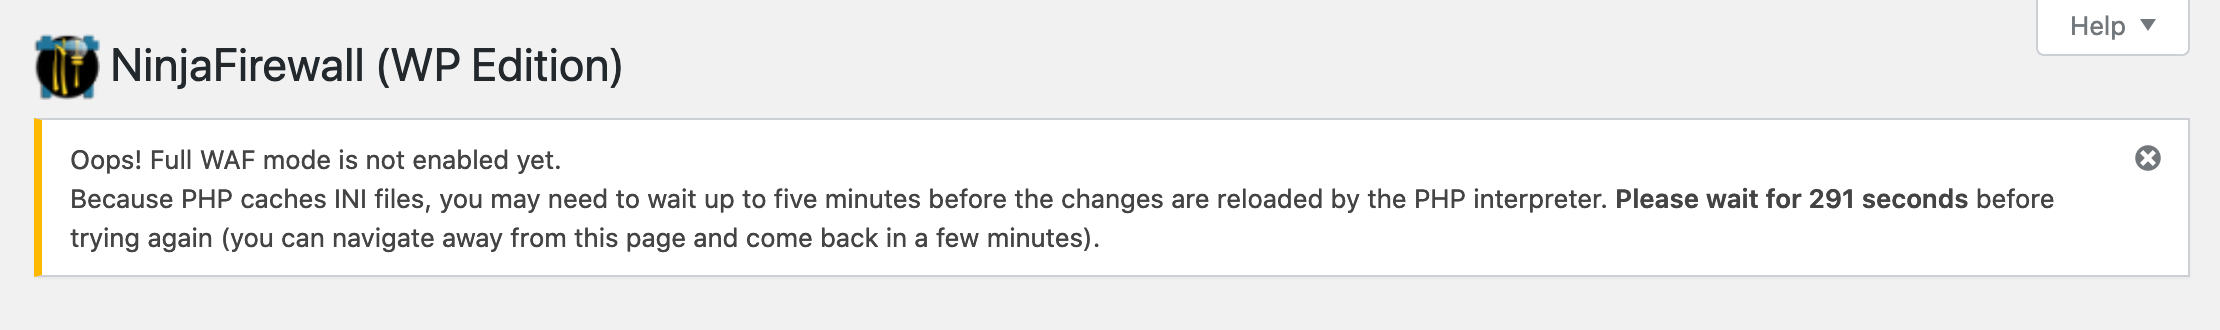 Help
NinjaFirewall (WP Edition)
Oops! Full WAF mode is not enabled yet.
Because PHP caches INI files, you may need to wait up to five minutes before the changes are reloaded by the PHP interpreter. Please wait for 291 seconds before
trying again (you can navigate away from this page and come back in a few minutes).